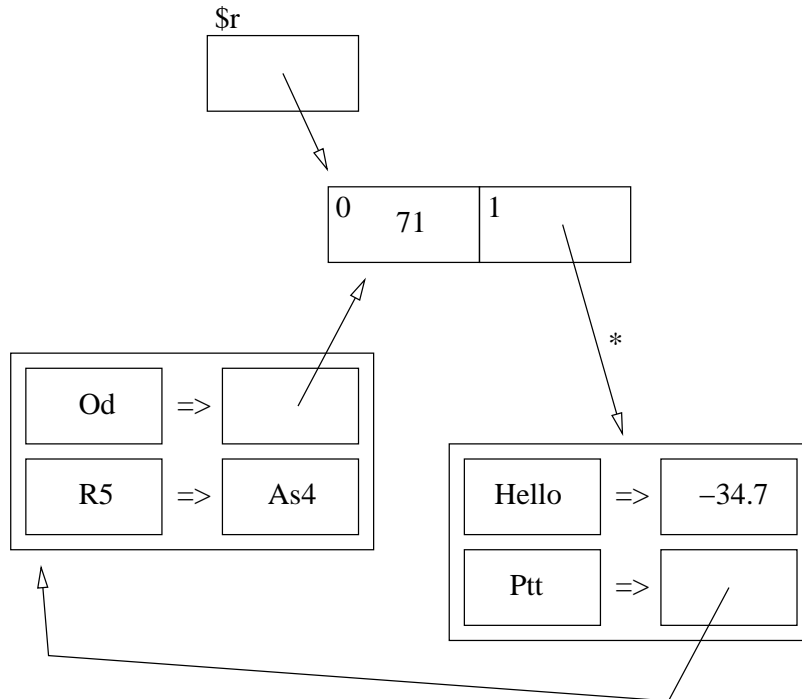 $r
0 71 1
*
Od => 
R5 => As4
Hello => −34.7
Ptt =>